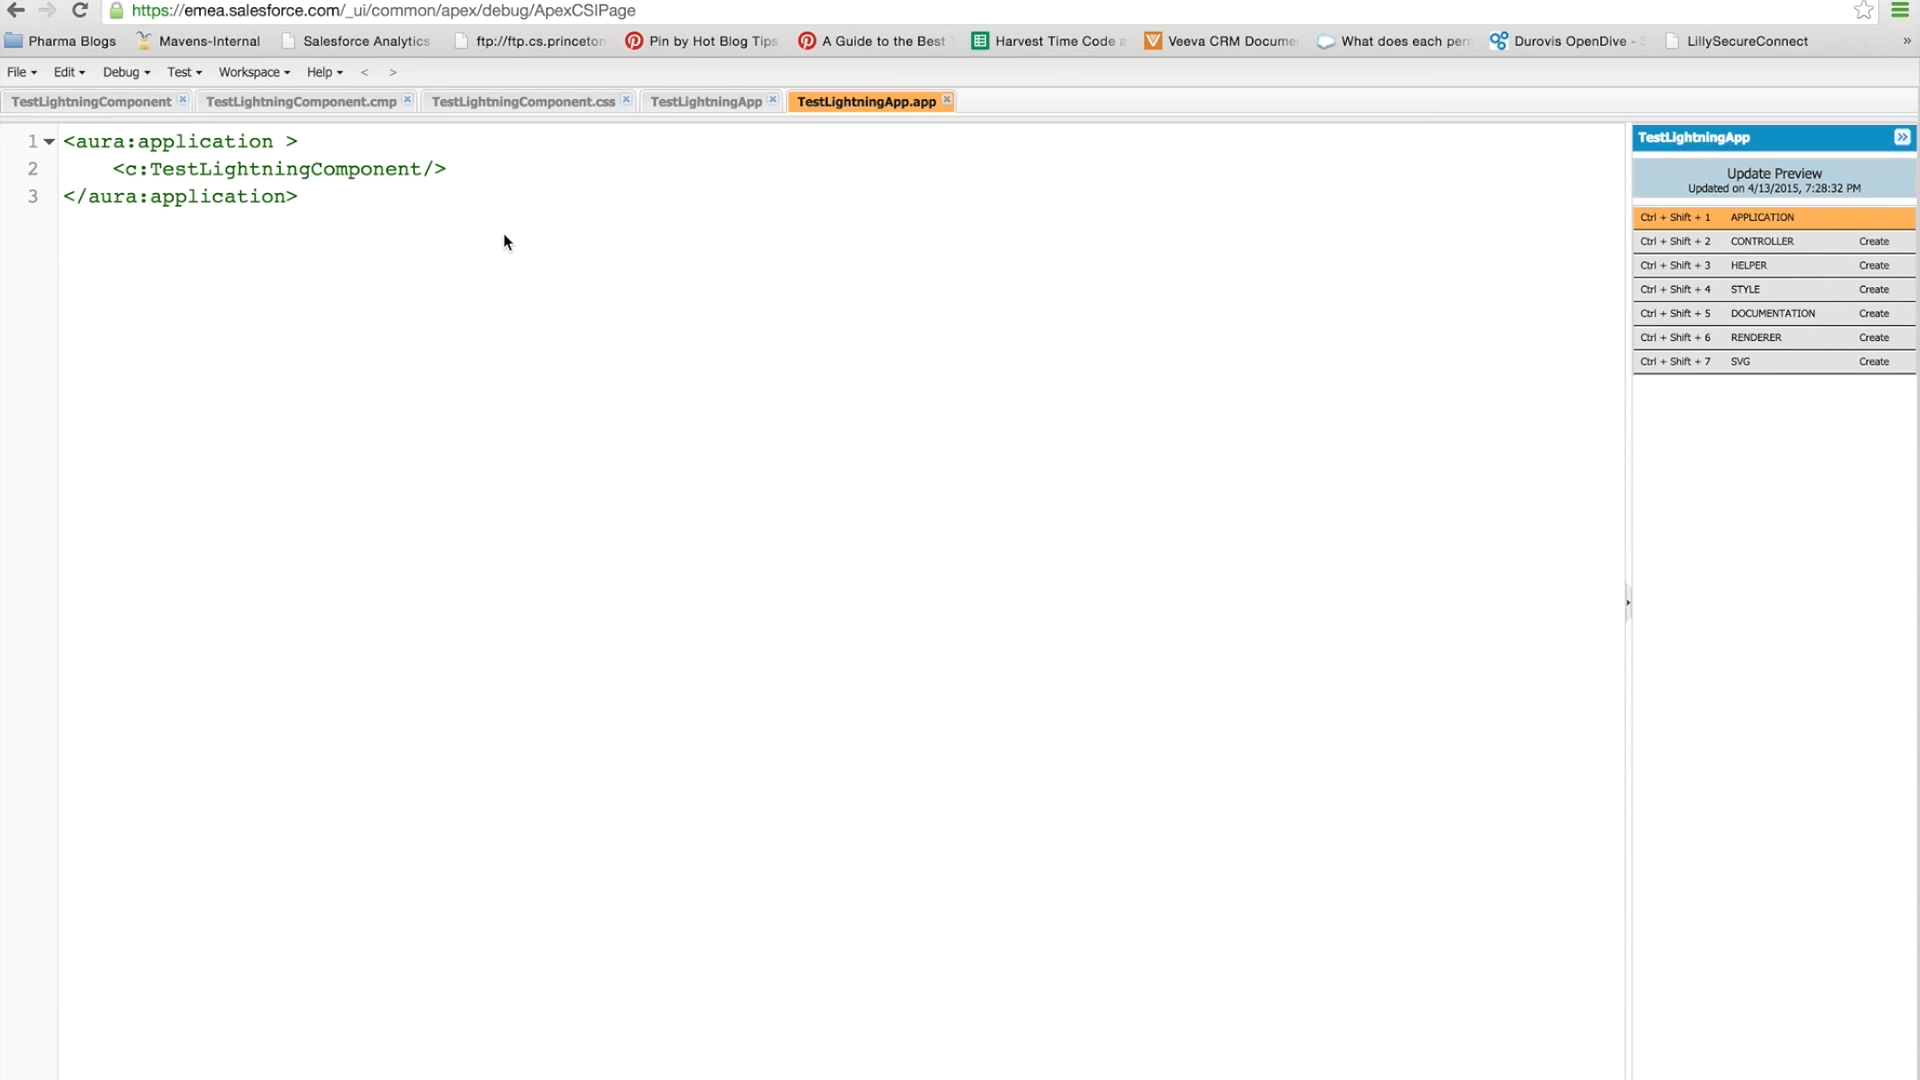 https://emea.salesforce.com/_ui/common/apex/debug/ApexCSIPage
Pharma Blogs Mavens-Internal Salesforce Analytics ftp://ftp.cs.princeton Pin by Hot Blog Tips A Guide to the Best Harvest Time Code a Veeva CRM Docume What does each per Durovis OpenDive - LillySecureConnect »
File Edit Debug Test Workspace Help < >
TestLightningComponent TestLightningComponent.cmp TestLightningComponent.css TestLightningApp TestLightningApp.app
1 <aura:application >
2 <c:TestLightningComponent/>
3 </aura:application>
TestLightningApp
Update Preview
Updated on 4/13/2015, 7:28:32 PM
Ctrl + Shift + 1 APPLICATION
Ctrl + Shift + 2 CONTROLLER Create
Ctrl + Shift + 3 HELPER Create
Ctrl + Shift + 4 STYLE Create
Ctrl + Shift + 5 DOCUMENTATION Create
Ctrl + Shift + 6 RENDERER Create
Ctrl + Shift + 7 SVG Create